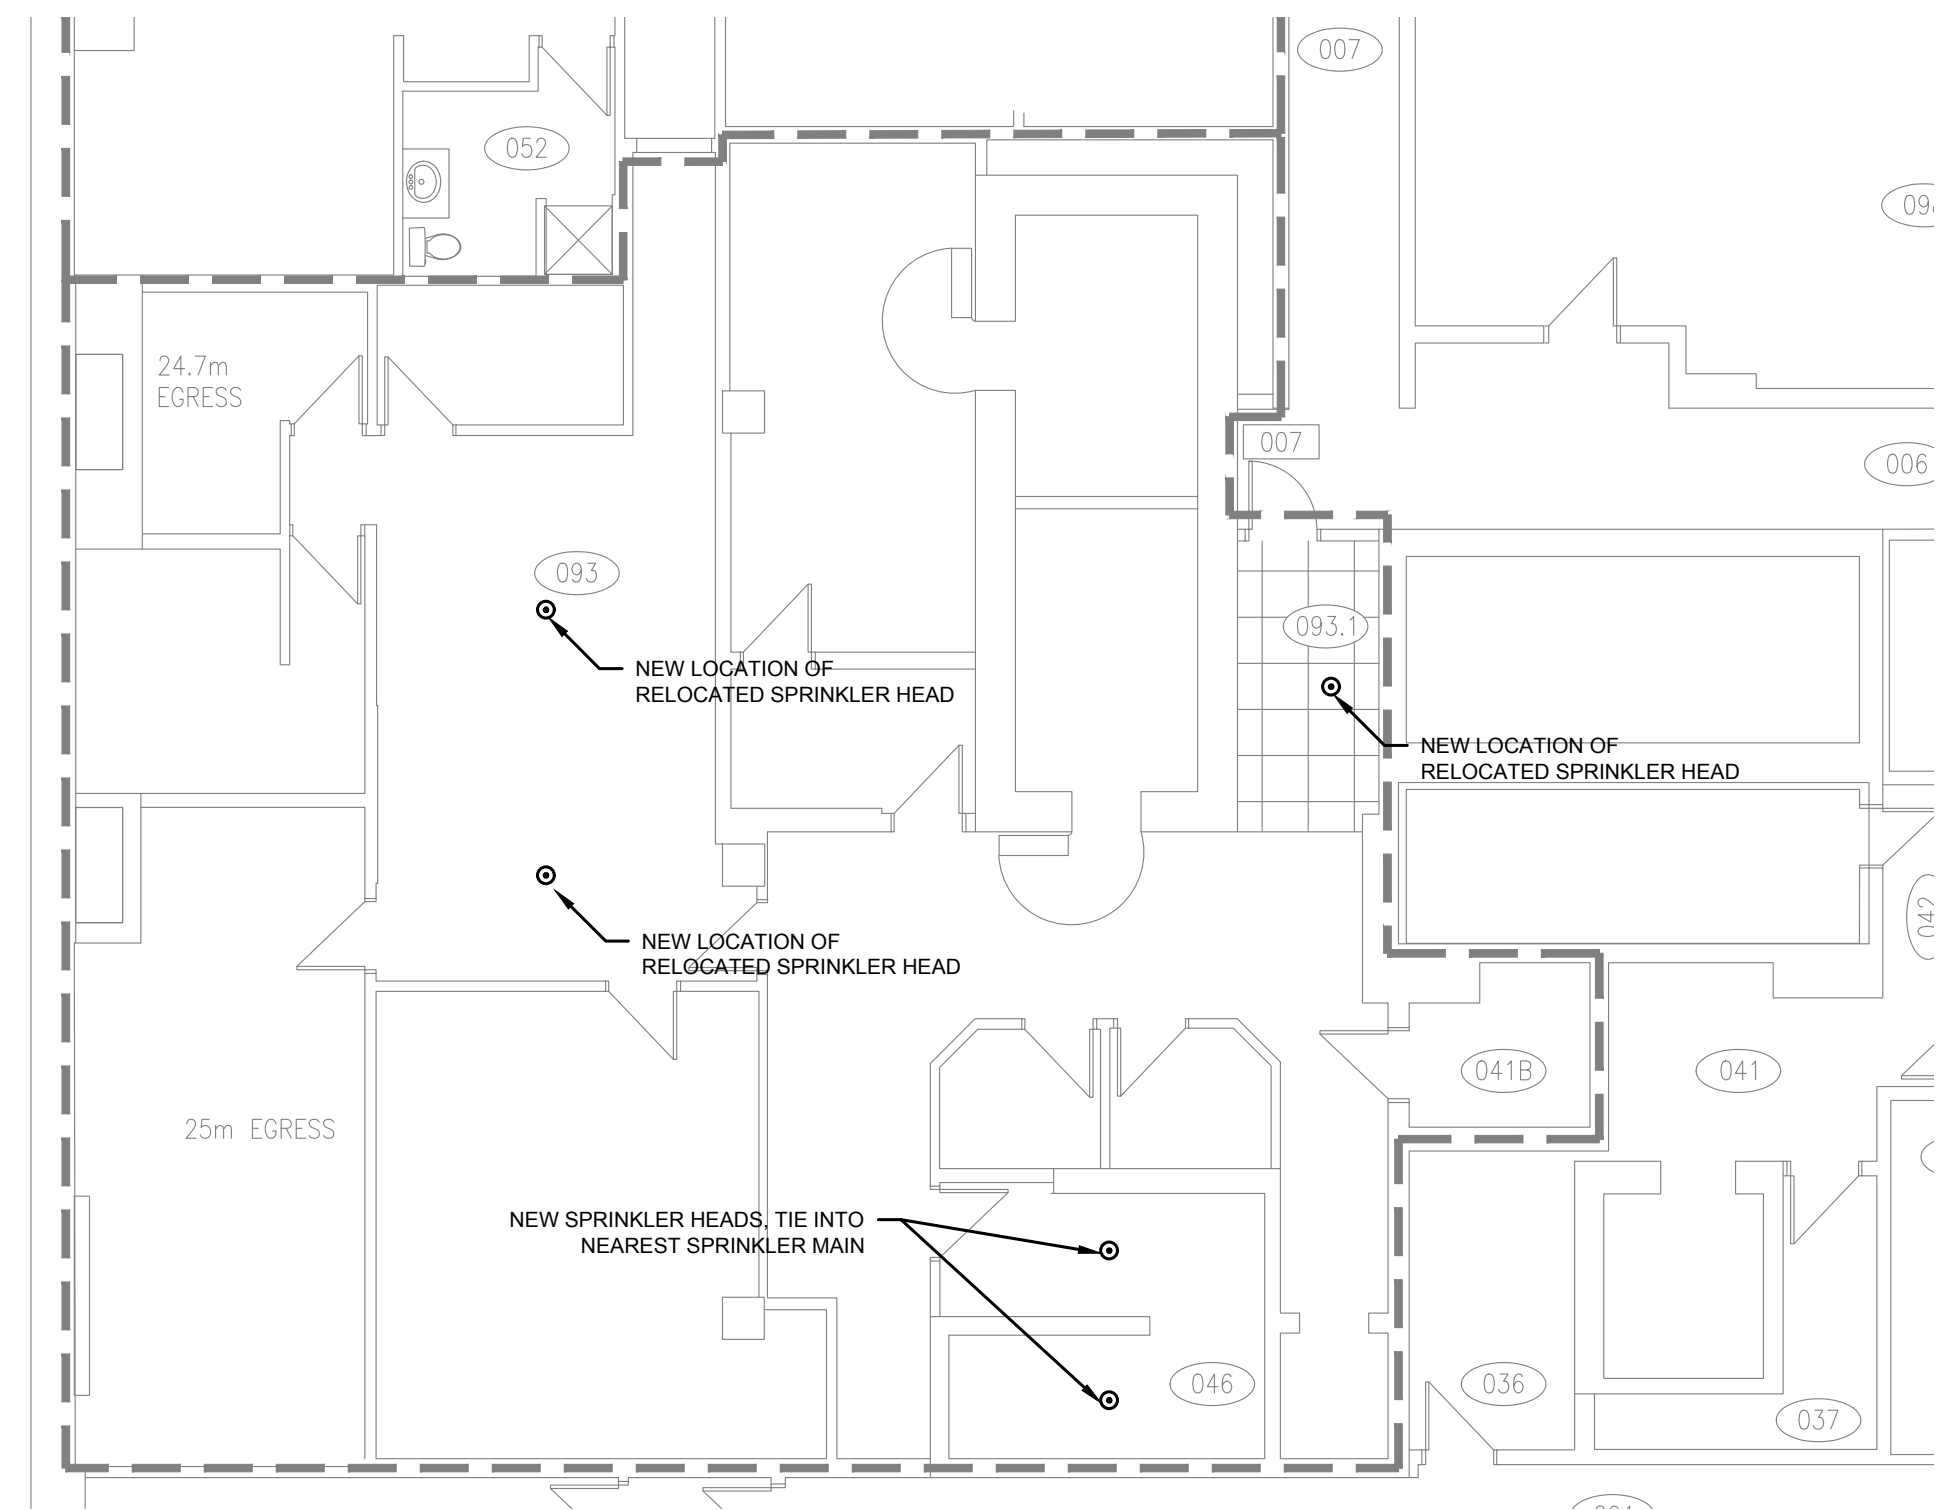 007
052
24.7m
EGRESS
007
006
093
093.1
NEW LOCATION OF
RELOCATED SPRINKLER HEAD
NEW LOCATION OF
RELOCATED SPRINKLER HEAD
042
NEW LOCATION OF
RELOCATED SPRINKLER HEAD
041B
041
25m EGRESS
NEW SPRINKLER HEADS, TIE INTO
NEAREST SPRINKLER MAIN
046
036
037